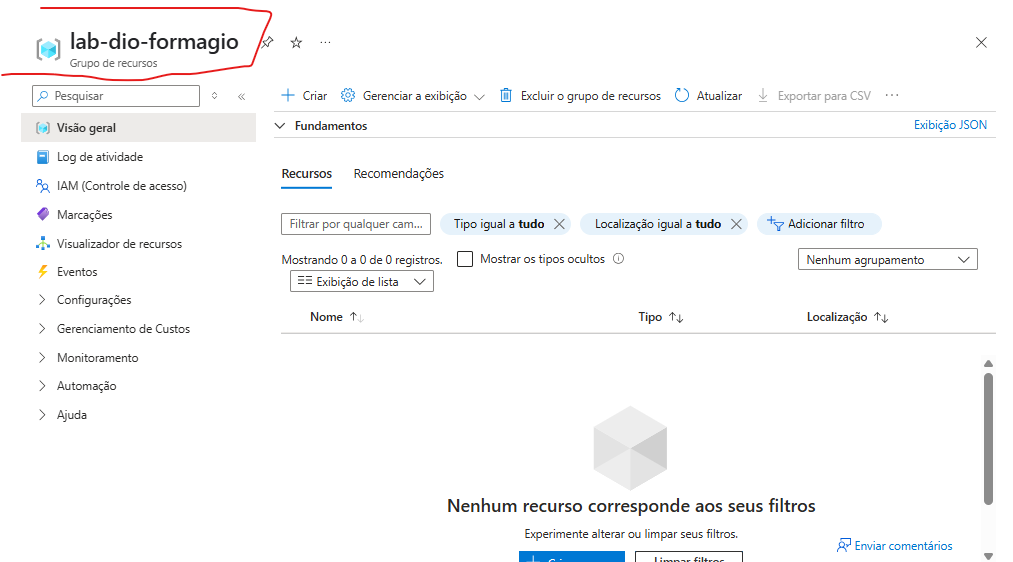 lab-dio-formagio
Grupo de recursos
Pesquisar
Visão geral
Log de atividade
IAM (Controle de acesso)
Marcações
Visualizador de recursos
Eventos
Configurações
Gerenciamento de Custos
Monitoramento
Automação
Ajuda
Criar Gerenciar a exibição Excluir o grupo de recursos Atualizar Exportar para CSV ...
Fundamentos Exibição JSON
Recursos Recomendações
Filtrar por qualquer cam... Tipo igual a tudo Localização igual a tudo Adicionar filtro
Mostrando 0 a 0 de 0 registros. Mostrar os tipos ocultos Nenhum agrupamento
Exibição de lista
Nome Tipo Localização
Nenhum recurso corresponde aos seus filtros
Experimente alterar ou limpar seus filtros.
Enviar comentários
Limpar filtros